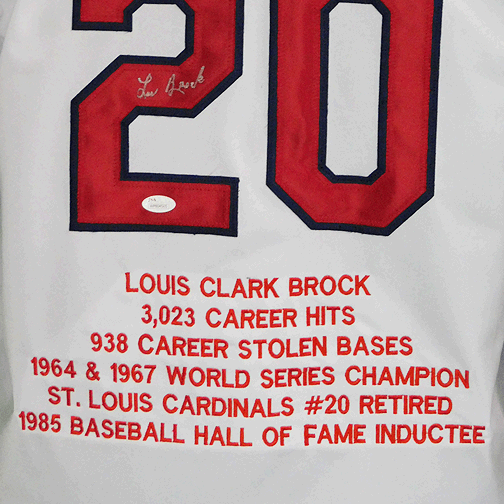 20
Lou Brock
JSA
LOUIS CLARK BROCK
3,023 CAREER HITS
938 CAREER STOLEN BASES
1964 & 1967 WORLD SERIES CHAMPION
ST. LOUIS CARDINALS #20 RETIRED
1985 BASEBALL HALL OF FAME INDUCTEE